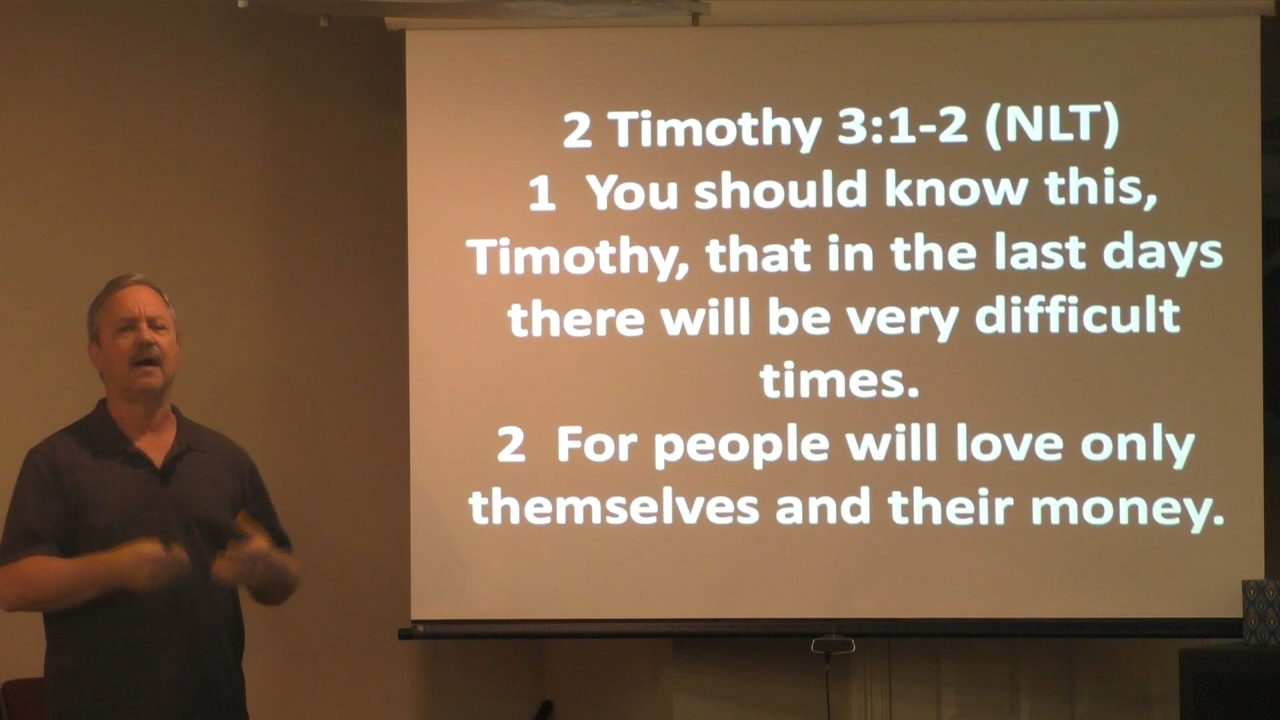 2 Timothy 3:1-2 (NLT)
1 You should know this,
Timothy, that in the last days
there will be very difficult
times.
2 For people will love only
themselves and their money.